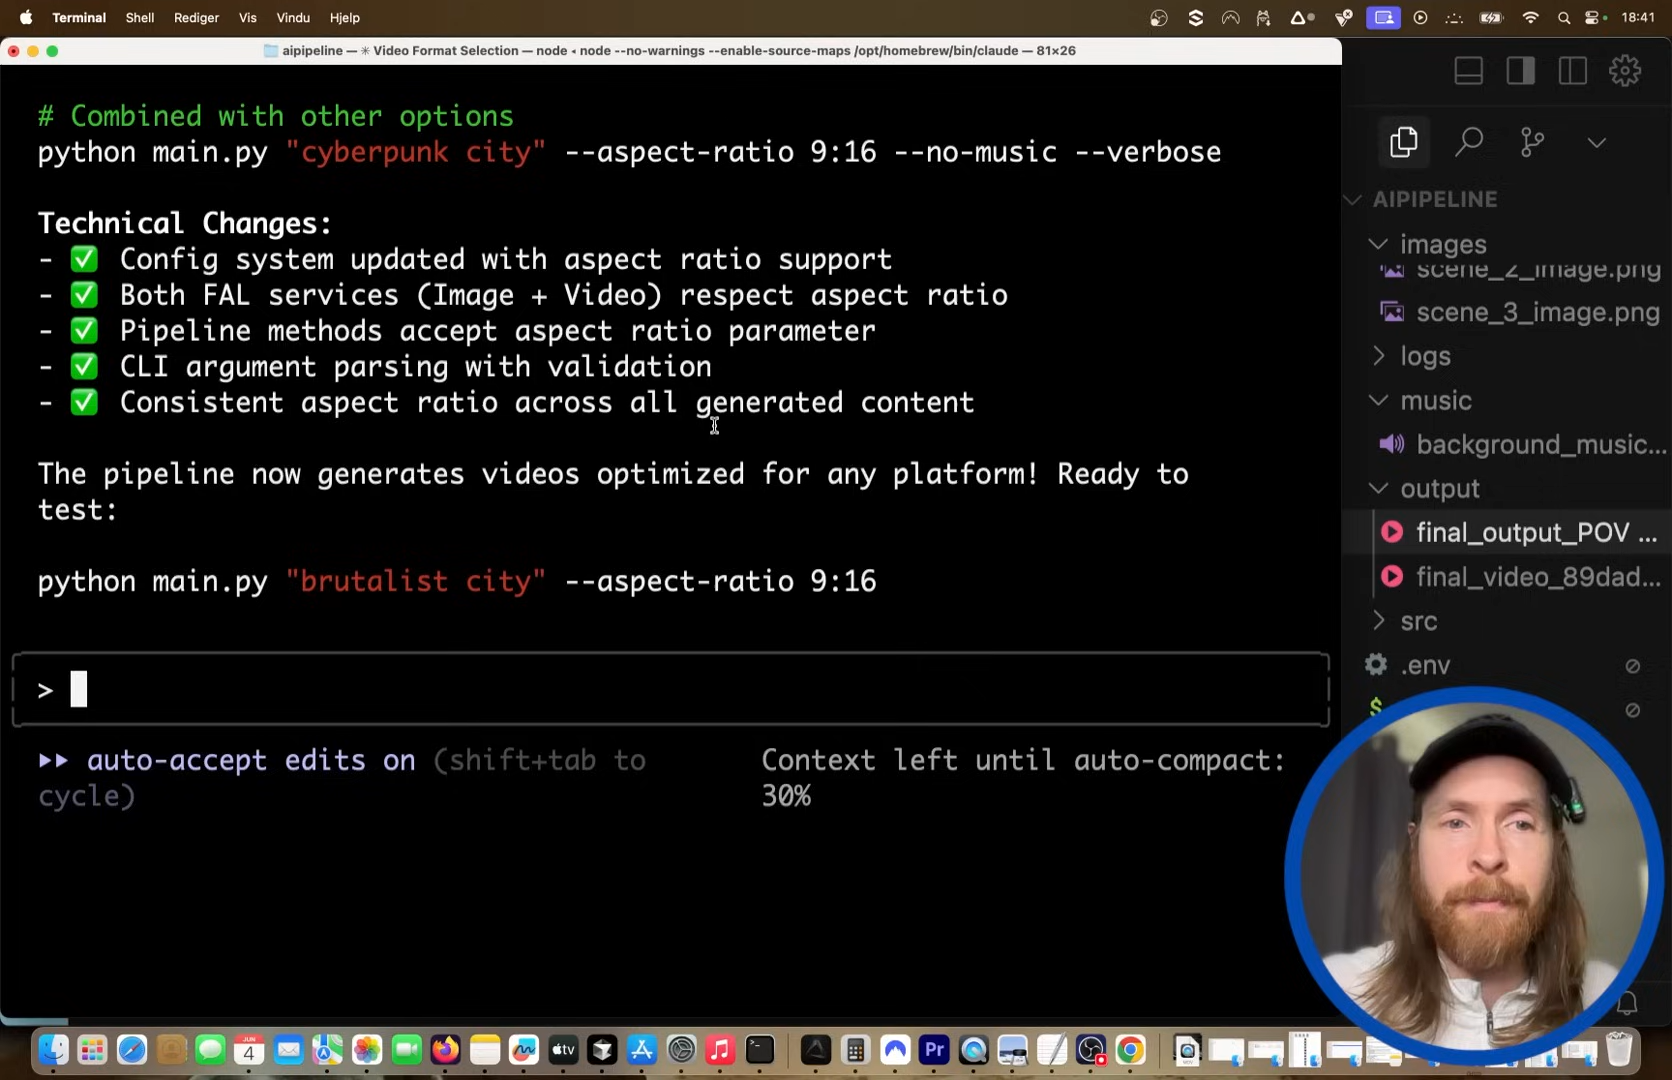 Terminal Shell Rediger Vis Vindu Hjelp 18:41
aipipeline — ✳ Video Format Selection — node ◂ node --no-warnings --enable-source-maps /opt/homebrew/bin/claude — 81×26
# Combined with other options
python main.py "cyberpunk city" --aspect-ratio 9:16 --no-music --verbose
Technical Changes:
- ✅ Config system updated with aspect ratio support
- ✅ Both FAL services (Image + Video) respect aspect ratio
- ✅ Pipeline methods accept aspect ratio parameter
- ✅ CLI argument parsing with validation
- ✅ Consistent aspect ratio across all generated content
The pipeline now generates videos optimized for any platform! Ready to
test:
python main.py "brutalist city" --aspect-ratio 9:16
>
▸▸ auto-accept edits on (shift+tab to
cycle)
Context left until auto-compact:
30%
AIPIPELINE
images
scene_2_image.png
scene_3_image.png
logs
music
background_music...
output
final_output_POV ...
final_video_89dad...
src
.env
$
JUN
4
tv
Pr